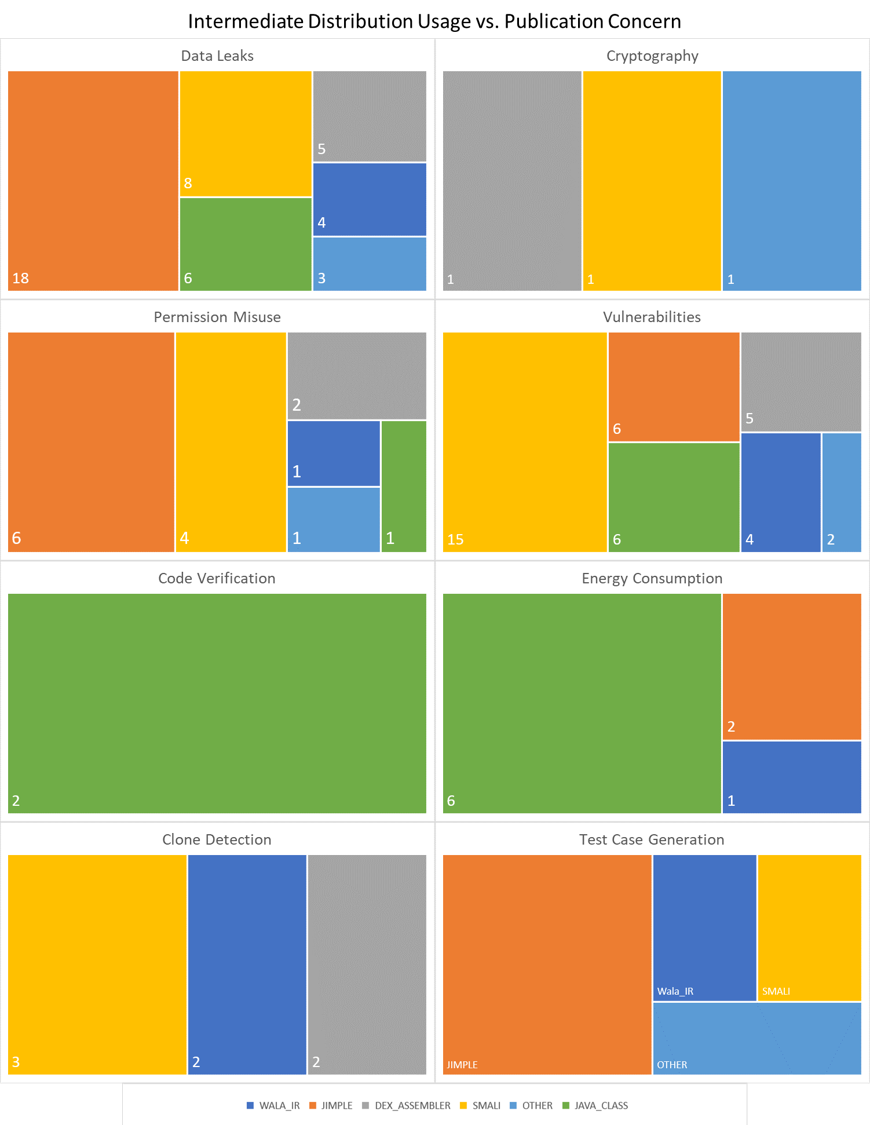 Intermediate Distribution Usage vs. Publication Concern
Data Leaks
18
8
6
5
4
3
Cryptography
1
1
1
Permission Misuse
6
4
2
1
1
1
Vulnerabilities
15
6
6
5
4
2
Code Verification
2
Energy Consumption
6
2
1
Clone Detection
3
2
2
Test Case Generation
JIMPLE
Wala_IR
SMALI
OTHER
WALA_IR JIMPLE DEX_ASSEMBLER SMALI OTHER JAVA_CLASS